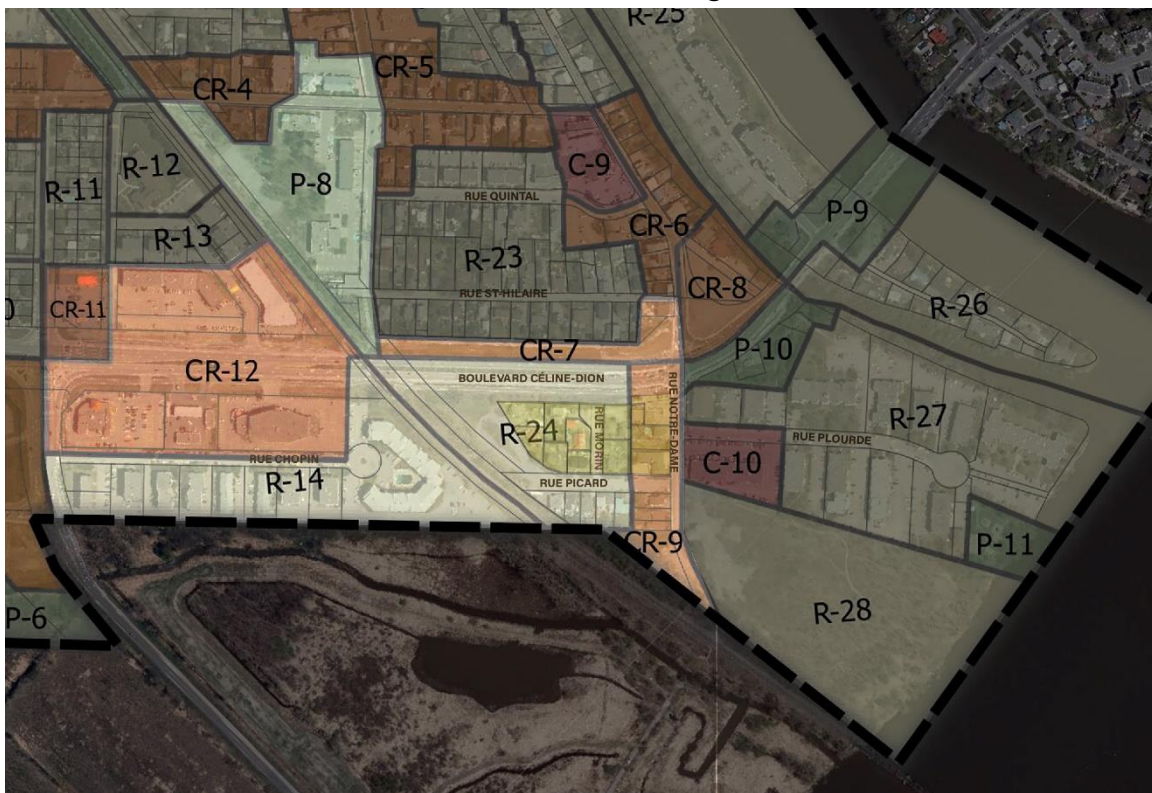 R-25
CR-5
CR-4
C-9
R-12
R-11
P-8
RUE QUINTAL
P-9
CR-6
R-13
R-23
CR-8
RUE ST-HILAIRE
R-26
CR-11
0
CR-7
P-10
CR-12
BOULEVARD CÉLINE-DION
RUE NOTRE-DAME
R-27
R-24
RUE MORIN
RUE PLOURDE
C-10
RUE CHOPIN
R-14
RUE PICARD
CR-9
P-11
P-6
R-28